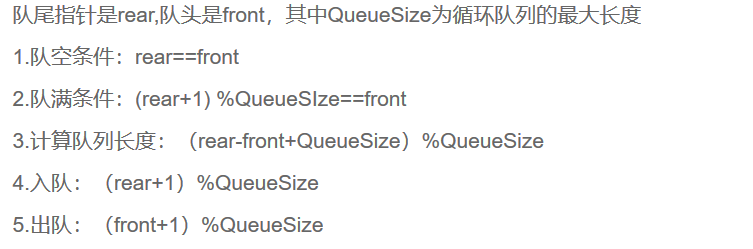 队尾指针是rear,队头是front，其中QueueSize为循环队列的最大长度
1.队空条件：rear==front
2.队满条件：(rear+1) %QueueSIze==front
3.计算队列长度：（rear-front+QueueSize）%QueueSize
4.入队：（rear+1）%QueueSize
5.出队：（front+1）%QueueSize